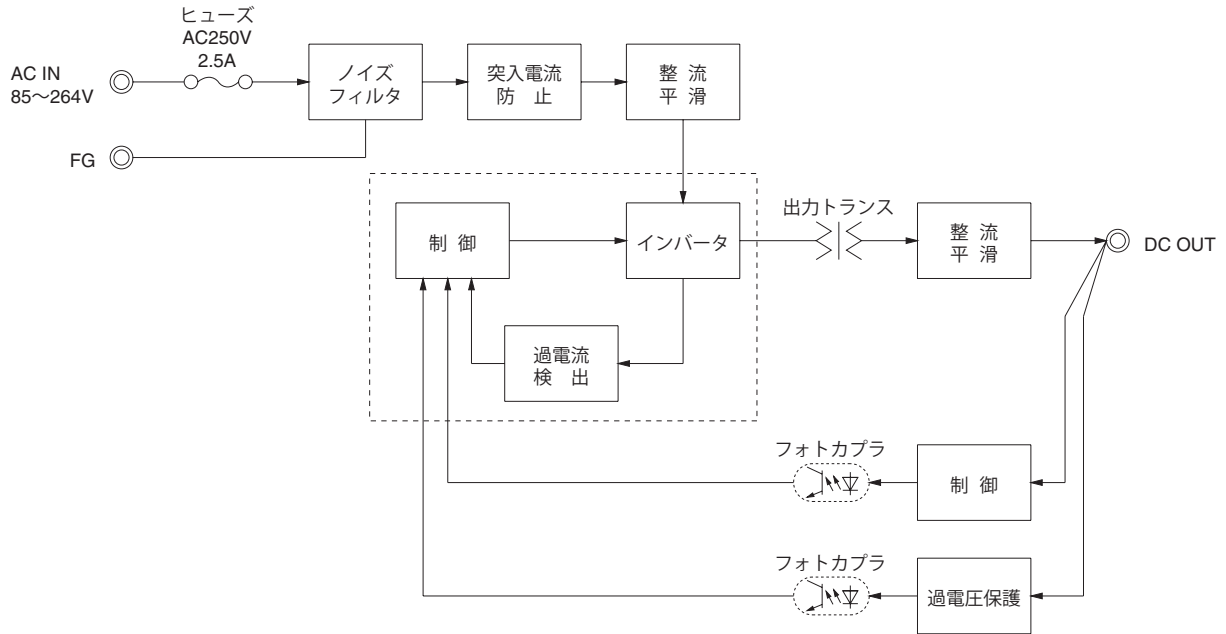 ヒューズ
AC250V
2.5A
AC IN
85～264V
FG
ノイズ
フィルタ
突入電流
防 止
整 流
平 滑
制 御
インバータ
過電流
検 出
出力トランス
整 流
平 滑
DC OUT
フォトカプラ
制 御
フォトカプラ
過電圧保護